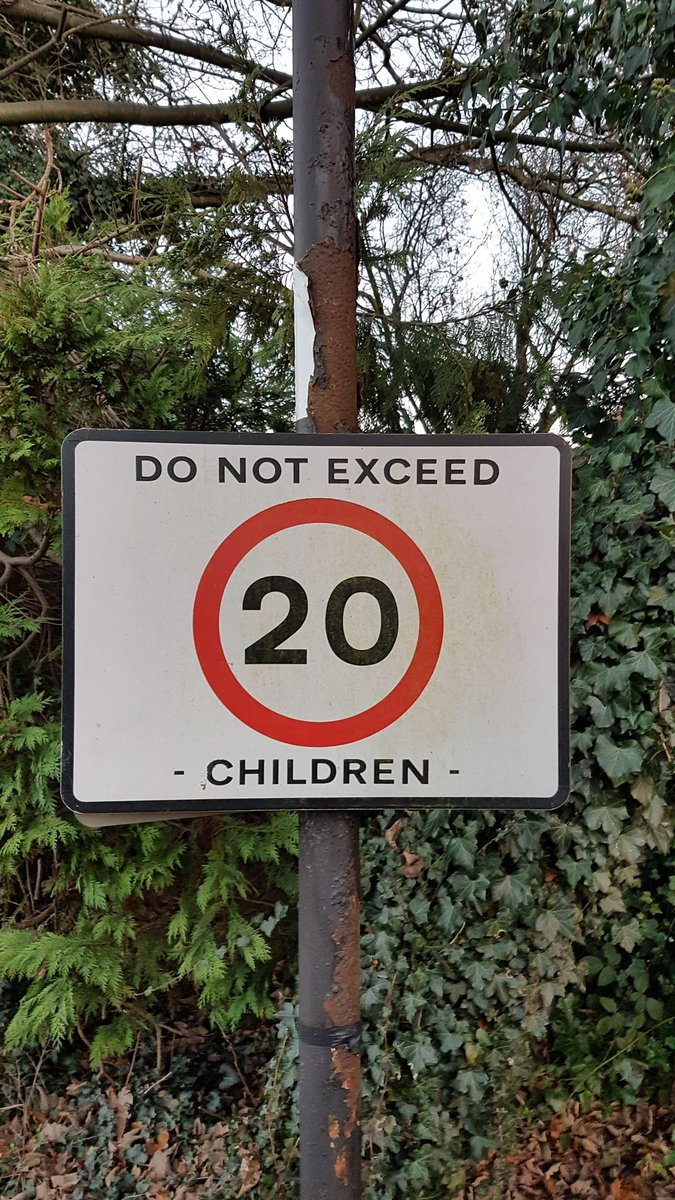 DO NOT EXCEED
20
- CHILDREN -